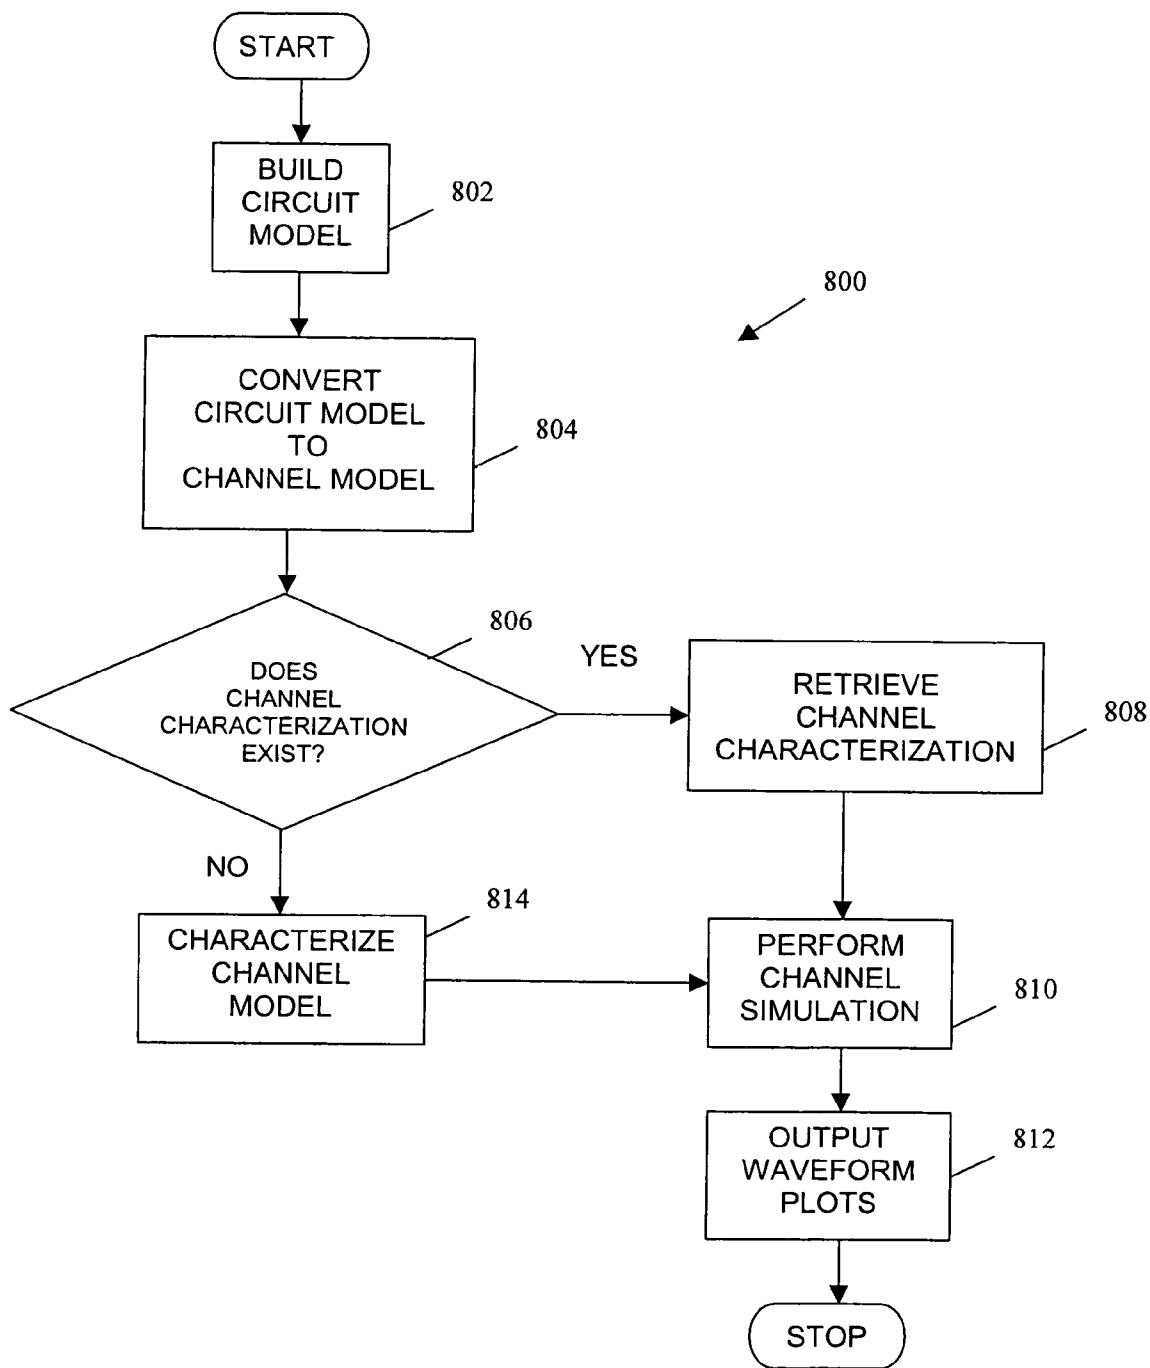 START
BUILD
CIRCUIT
MODEL
802
800
CONVERT
CIRCUIT MODEL
TO
CHANNEL MODEL
804
806
DOES
CHANNEL
CHARACTERIZATION
EXIST?
YES
RETRIEVE
CHANNEL
CHARACTERIZATION
808
NO
814
CHARACTERIZE
CHANNEL
MODEL
PERFORM
CHANNEL
SIMULATION
810
OUTPUT
WAVEFORM
PLOTS
812
STOP